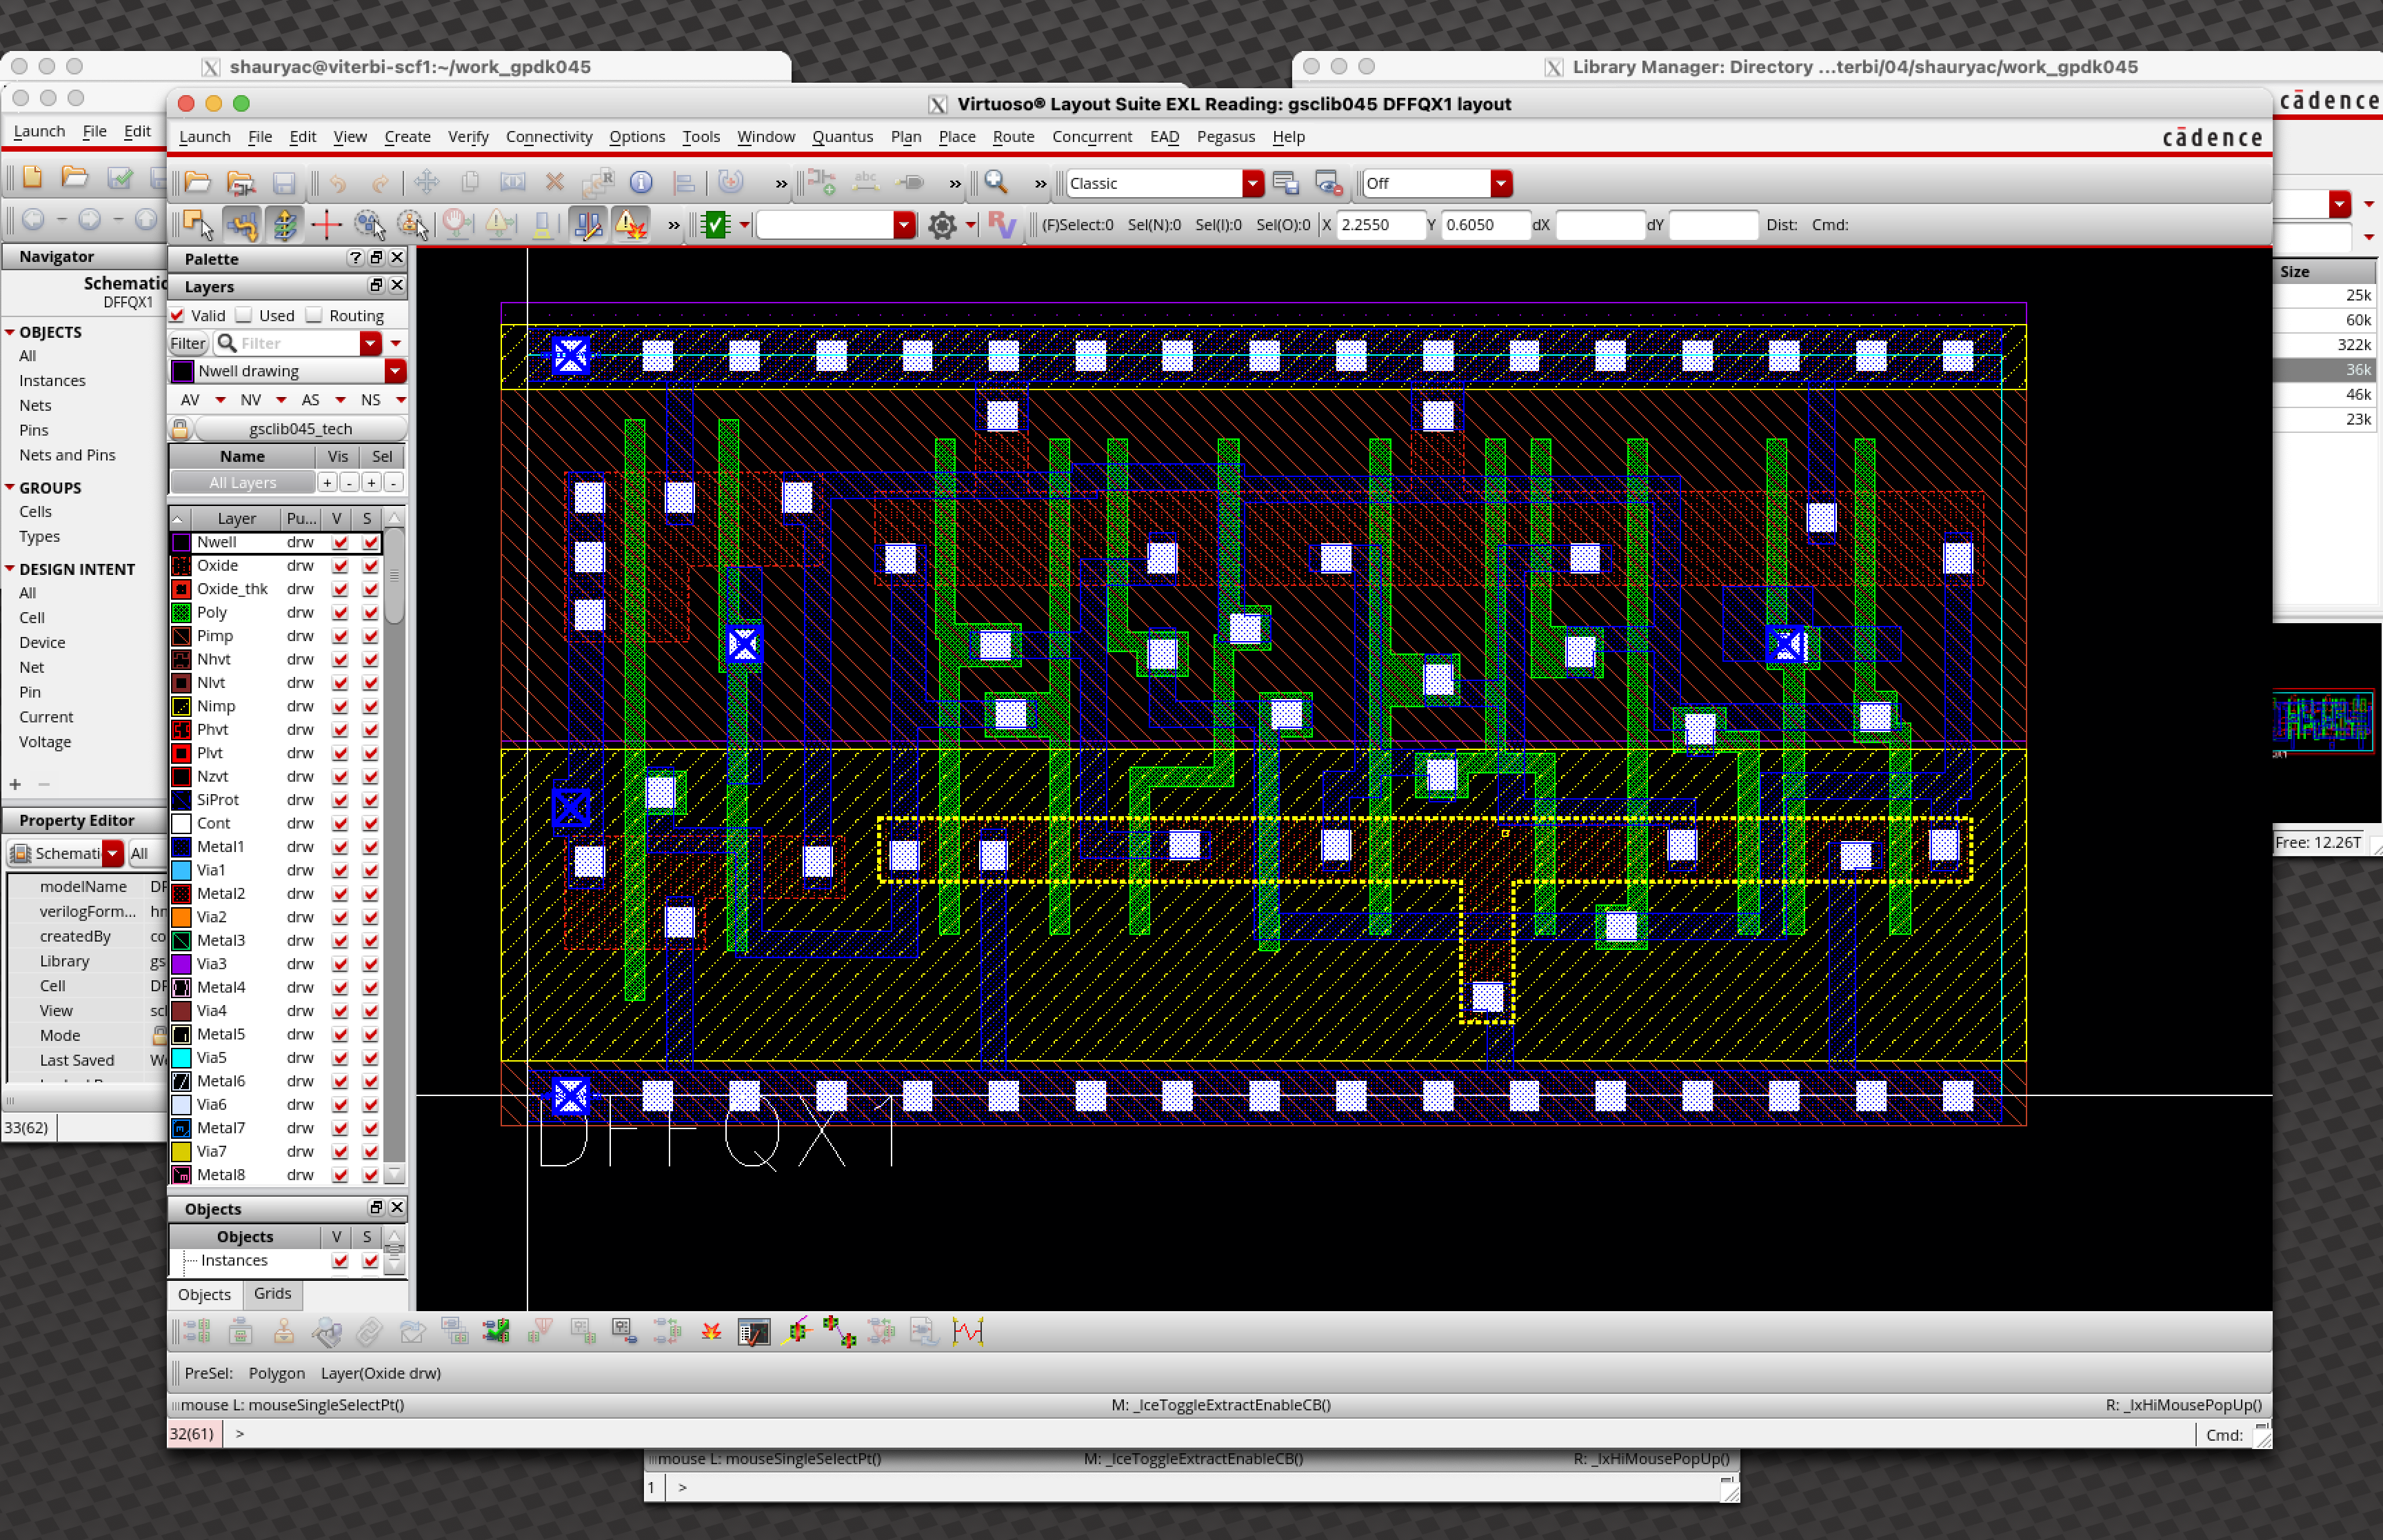 shauryac@viterbi-scf1:~/work_gpdk045
Library Manager: Directory ...terbi/04/shauryac/work_gpdk045
Virtuoso® Layout Suite EXL Reading: gsclib045 DFFQX1 layout
cādence
Launch File Edit
Launch File Edit View Create Verify Connectivity Options Tools Window Quantus Plan Place Route Concurrent EAD Pegasus Help
cādence
Classic
Off
(F)Select:0 Sel(N):0 Sel(I):0 Sel(O):0 X 2.2550 Y 0.6050 dX dY Dist: Cmd:
Navigator
Schematic
DFFQX1
OBJECTS
All
Instances
Nets
Pins
Nets and Pins
GROUPS
Cells
Types
DESIGN INTENT
All
Cell
Device
Net
Pin
Current
Voltage
Property Editor
Schemati All
modelName DF
verilogForm... hn
createdBy co
Library gs
Cell DF
View sc
Mode
Last Saved We
33(62)
Palette
Layers
Valid Used Routing
Filter Filter
Nwell drawing
AV NV AS NS
gsclib045_tech
Name Vis Sel
All Layers + - + -
Layer Pu... V S
Nwell drw
Oxide drw
Oxide_thk drw
Poly drw
Pimp drw
Nhvt drw
Nlvt drw
Nimp drw
Phvt drw
Plvt drw
Nzvt drw
SiProt drw
Cont drw
Metal1 drw
Via1 drw
Metal2 drw
Via2 drw
Metal3 drw
Via3 drw
Metal4 drw
Via4 drw
Metal5 drw
Via5 drw
Metal6 drw
Via6 drw
Metal7 drw
Via7 drw
Metal8 drw
Objects
Objects V S
Instances
Objects Grids
DFFQX1
Size
25k
60k
322k
36k
46k
23k
Free: 12.26T
PreSel: Polygon Layer(Oxide drw)
mouse L: mouseSingleSelectPt() M: _lceToggleExtractEnableCB() R: _lxHiMousePopUp()
32(61) > Cmd:
mouse L: mouseSingleSelectPt() M: _lceToggleExtractEnableCB() R: _lxHiMousePopUp()
1 >